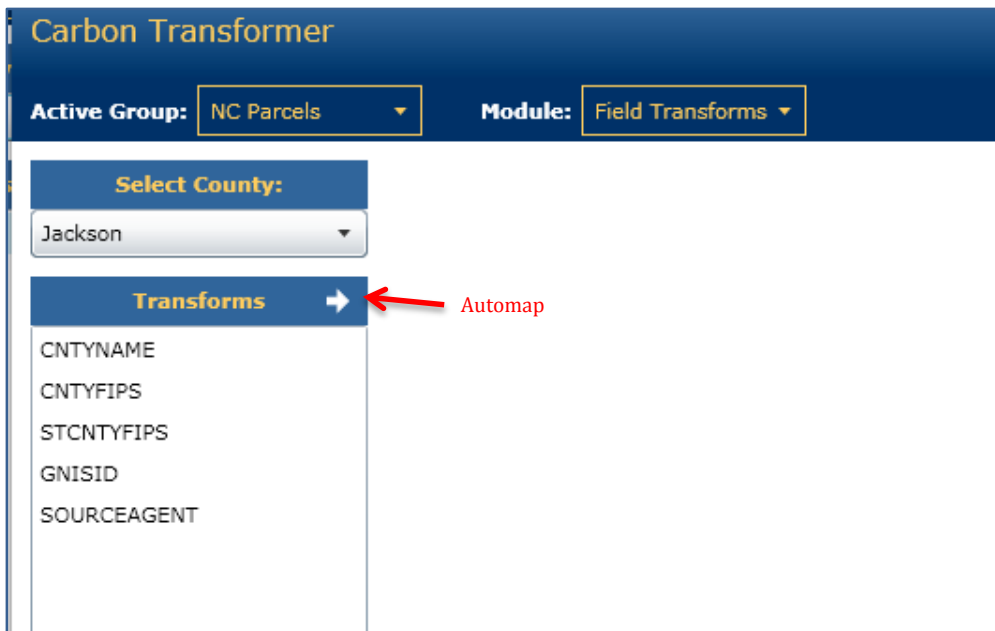 Carbon Transformer
Active Group: NC Parcels Module: Field Transforms
Select County:
Jackson
Transforms Automap
CNTYNAME
CNTYFIPS
STCNTYFIPS
GNISID
SOURCEAGENT